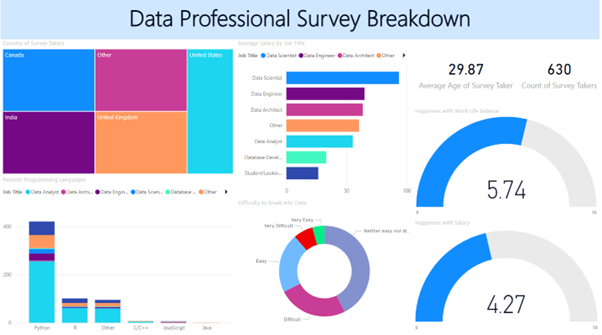 Data Professional Survey Breakdown
Country of Survey Takers
Canada
Other
United States
India
United Kingdom
Average Salary by Job Title
Job Title Data Scientist Data Engineer Data Architect Other
Data Scientist
Data Engineer
Data Architect
Other
Data Analyst
Database Devel...
Student/Lookin...
0 50 100
29.87
Average Age of Survey Taker
630
Count of Survey Takers
Happiness with Work Life Balance
5.74
0 10
Favorite Programming Languages
Job Title Data Analyst Data Archi... Data Engin... Data Scien... Database ... Other
400
200
0
Python R Other C/C++ JavaScript Java
Difficulty to Break into Data
Very Easy
Very Difficult
Neither easy nor di...
Easy
Difficult
Happiness with Salary
4.27
0 10